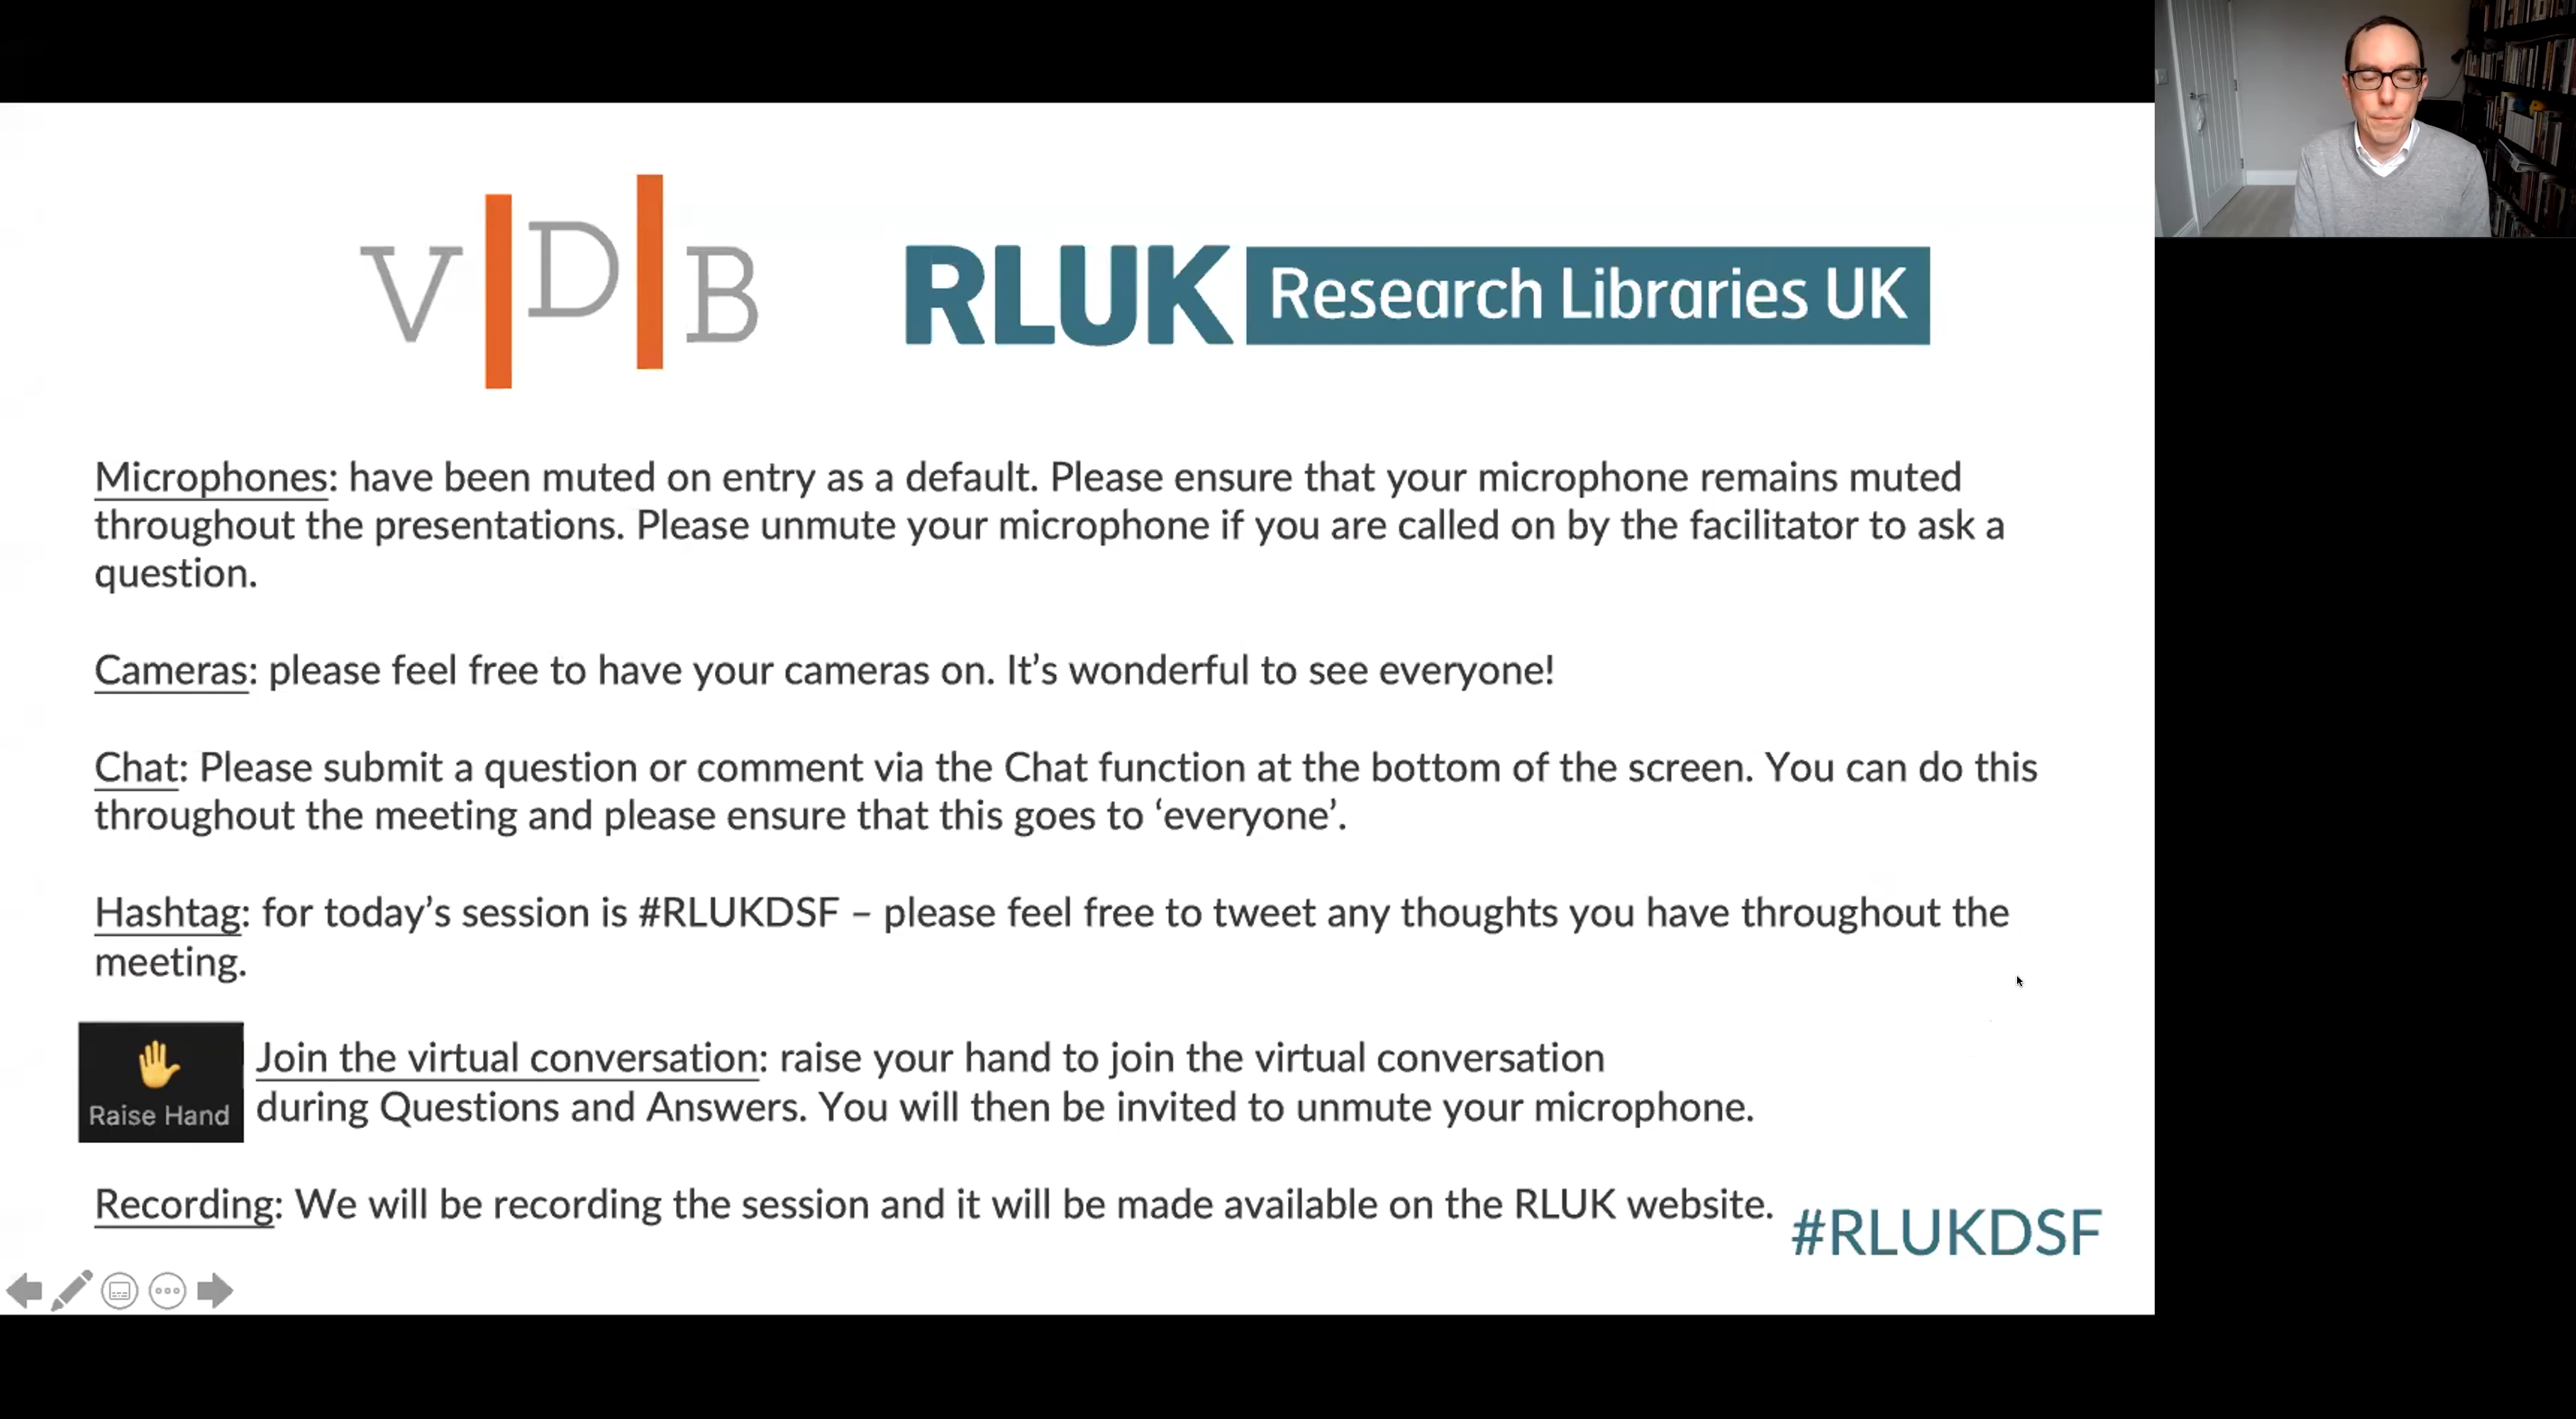 V|D|B
RLUK Research Libraries UK
Microphones: have been muted on entry as a default. Please ensure that your microphone remains muted
throughout the presentations. Please unmute your microphone if you are called on by the facilitator to ask a
question.
Cameras: please feel free to have your cameras on. It’s wonderful to see everyone!
Chat: Please submit a question or comment via the Chat function at the bottom of the screen. You can do this
throughout the meeting and please ensure that this goes to ‘everyone’.
Hashtag: for today’s session is #RLUKDSF – please feel free to tweet any thoughts you have throughout the
meeting.
Raise Hand
Join the virtual conversation: raise your hand to join the virtual conversation
during Questions and Answers. You will then be invited to unmute your microphone.
Recording: We will be recording the session and it will be made available on the RLUK website.
#RLUKDSF